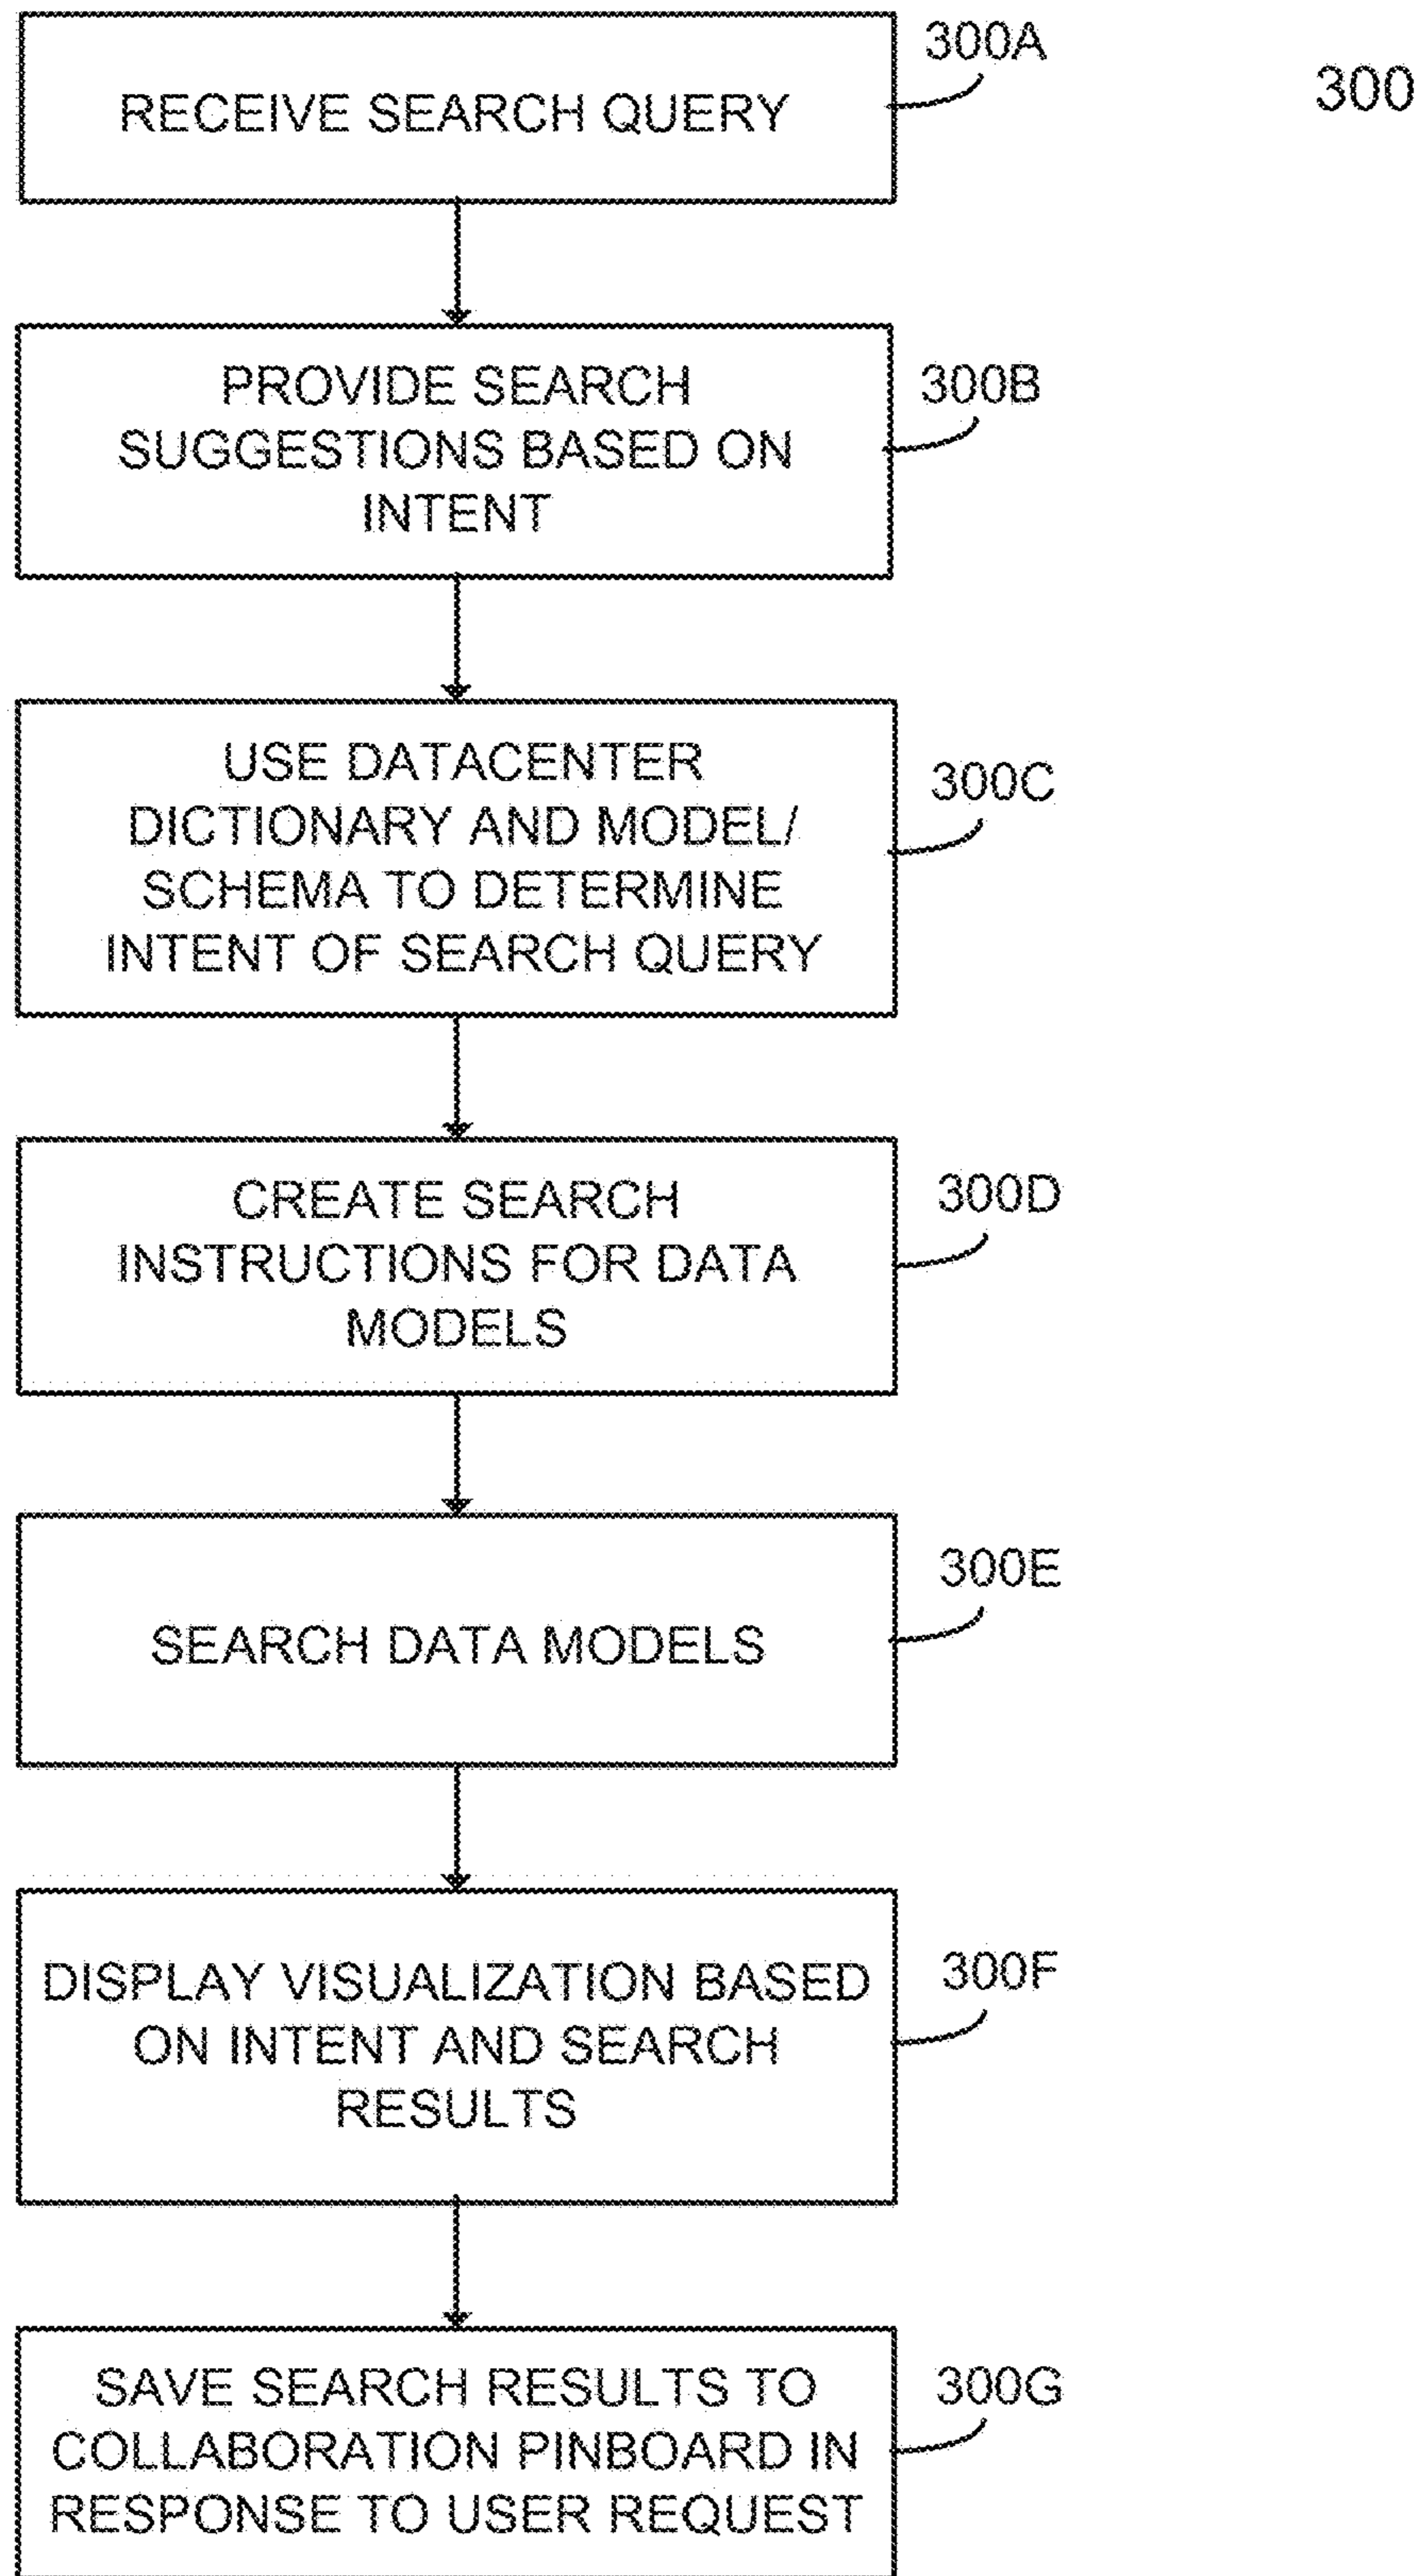 300A
300
RECEIVE SEARCH QUERY
300B
PROVIDE SEARCH
SUGGESTIONS BASED ON
INTENT
300C
USE DATACENTER
DICTIONARY AND MODEL/
SCHEMA TO DETERMINE
INTENT OF SEARCH QUERY
300D
CREATE SEARCH
INSTRUCTIONS FOR DATA
MODELS
300E
SEARCH DATA MODELS
300F
DISPLAY VISUALIZATION BASED
ON INTENT AND SEARCH
RESULTS
300G
SAVE SEARCH RESULTS TO
COLLABORATION PINBOARD IN
RESPONSE TO USER REQUEST